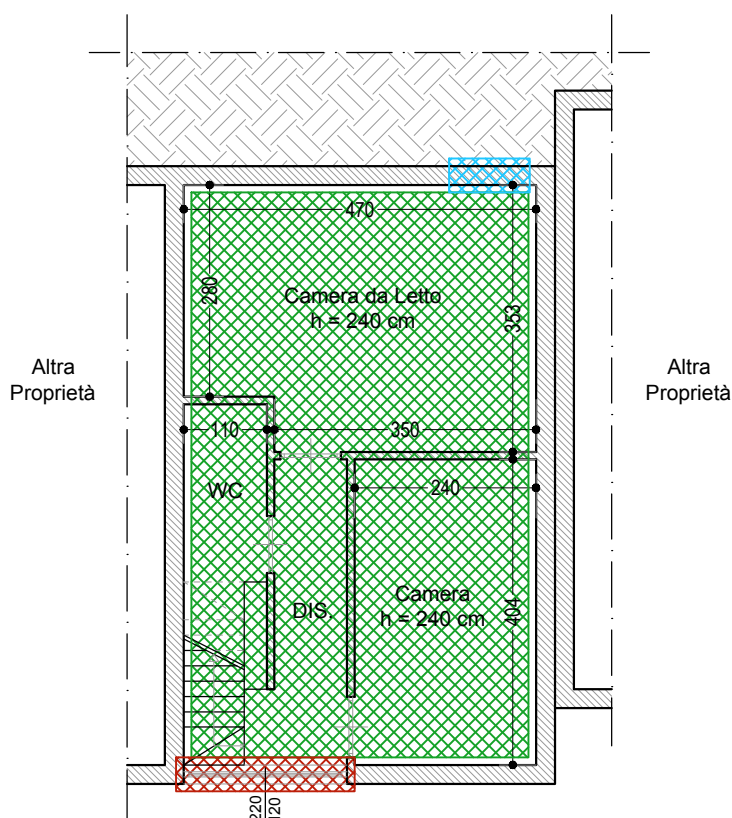 470
280
Camera da Letto
h = 240 cm
353
Altra
Proprietà
Altra
Proprietà
110
350
WC
240
Camera
h = 240 cm
DIS.
404
220
120